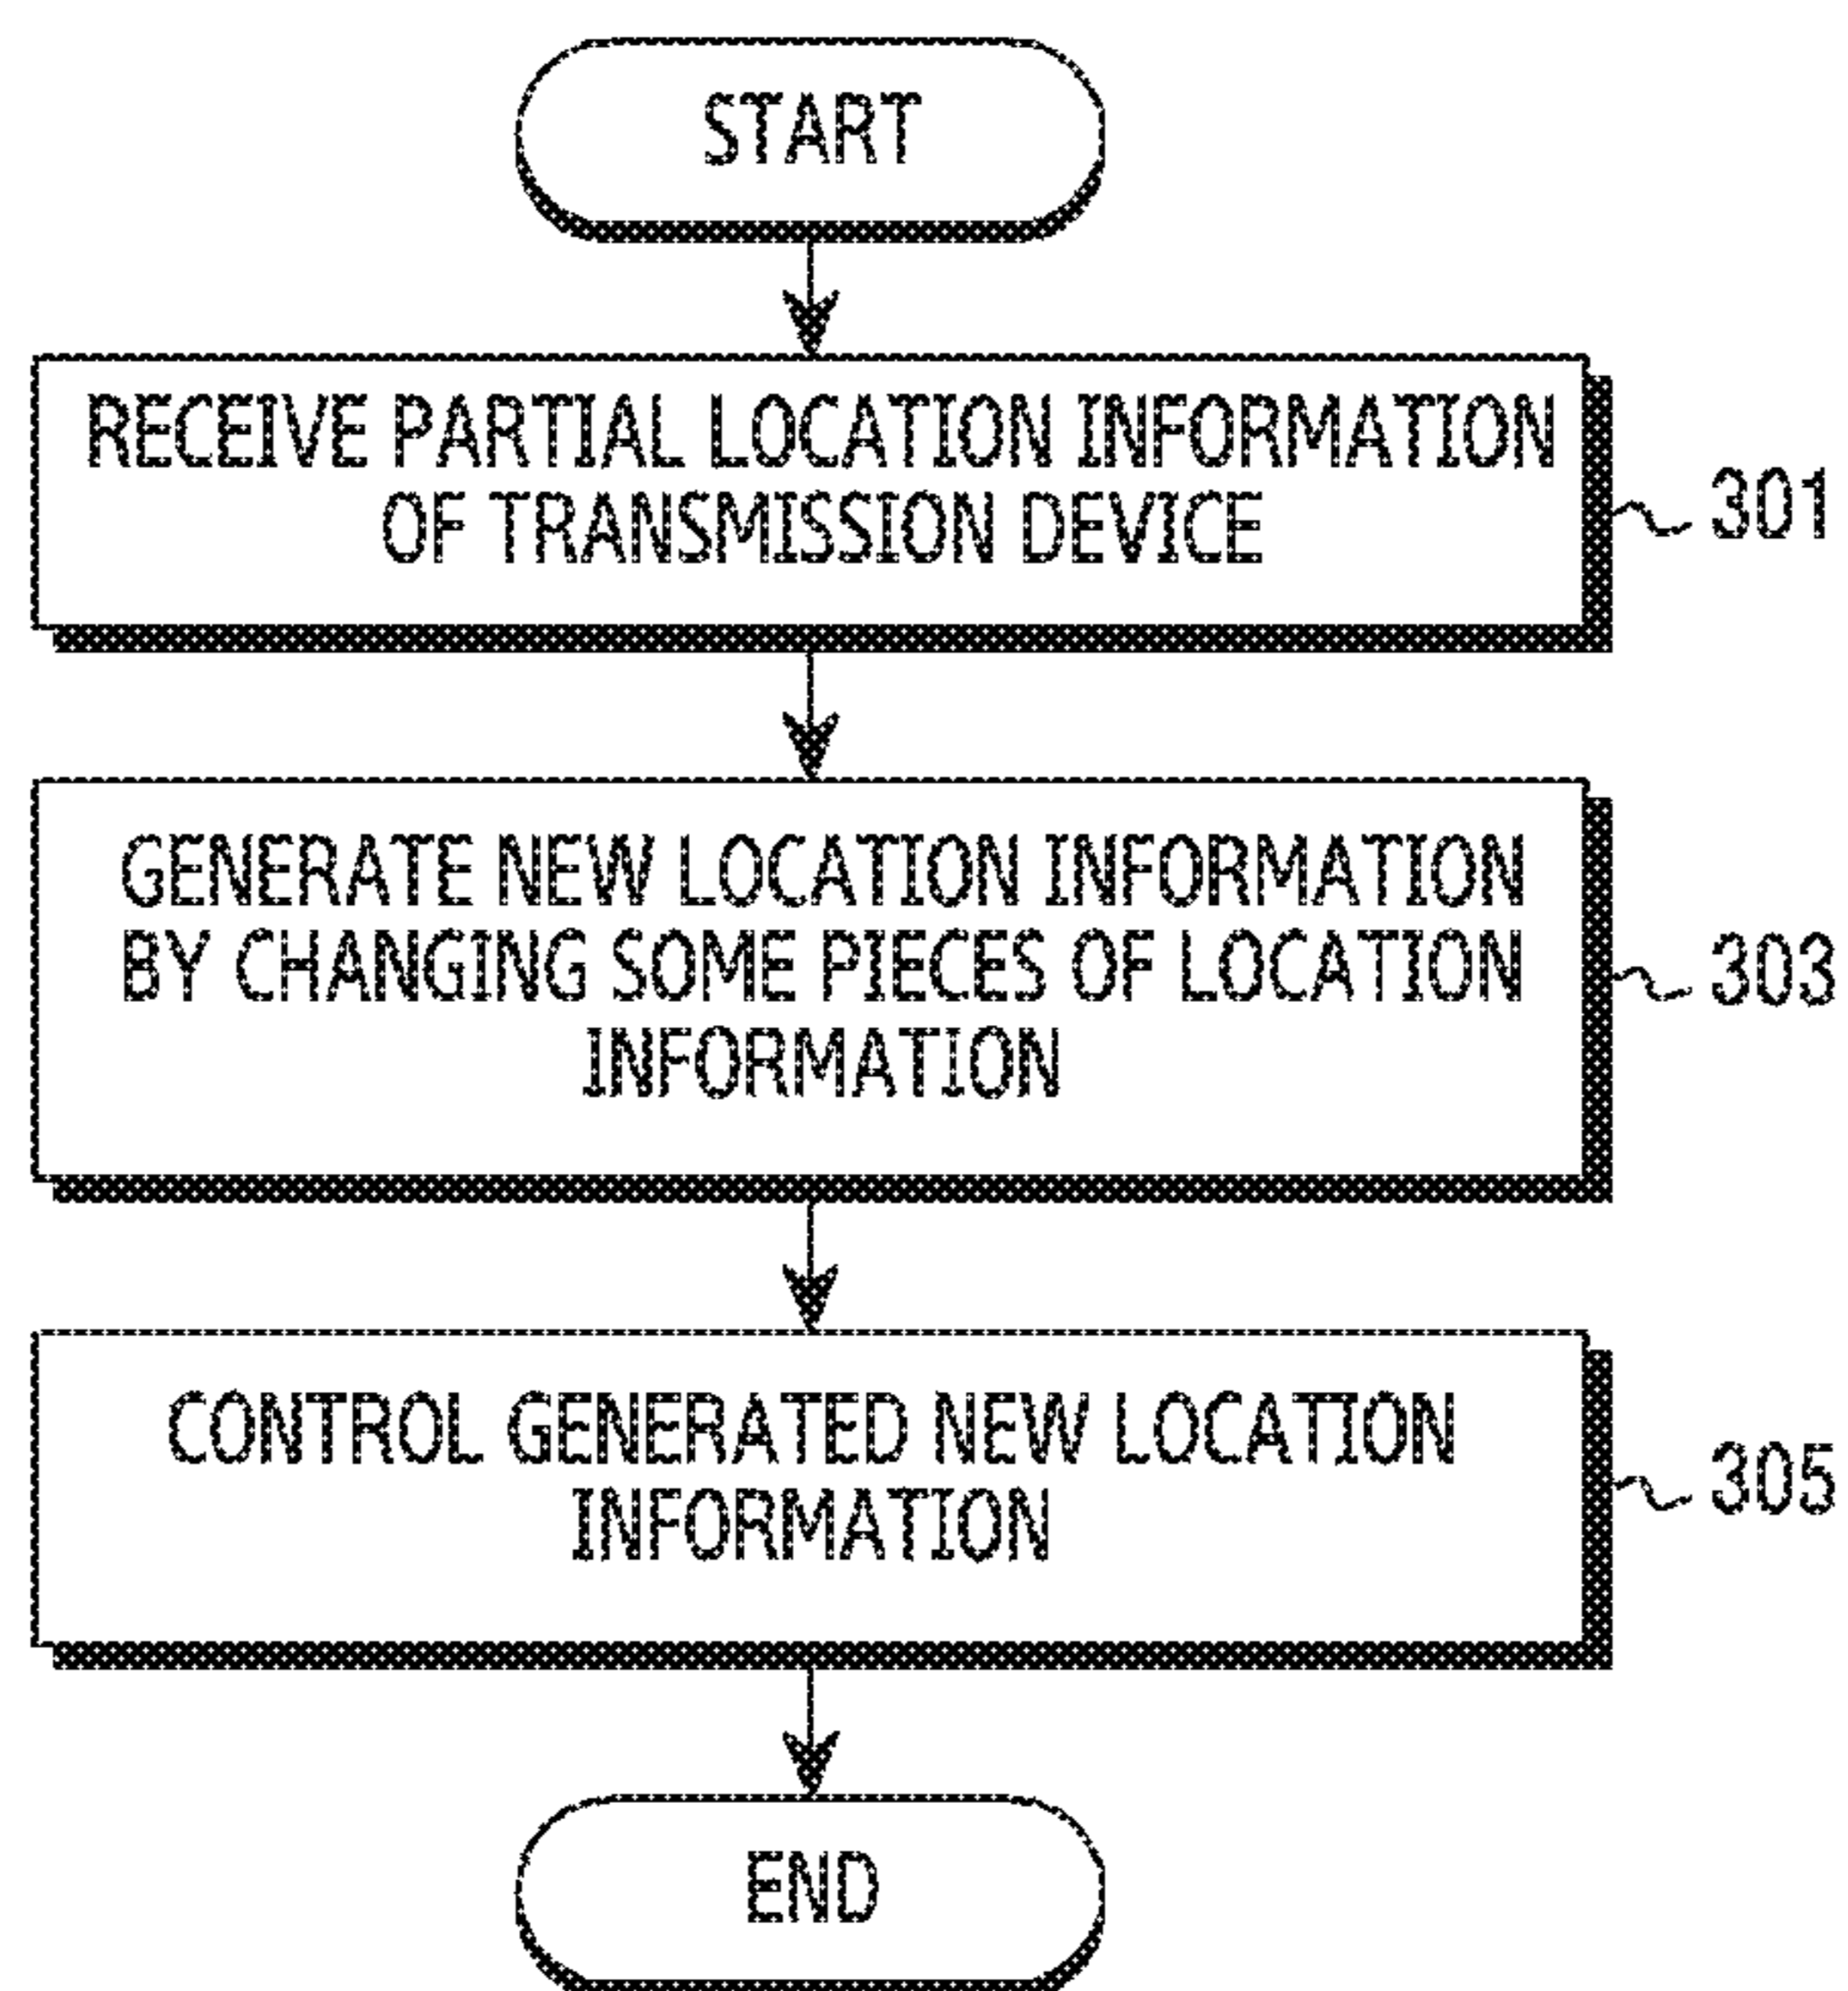 START
RECEIVE PARTIAL LOCATION INFORMATION
OF TRANSMISSION DEVICE
301
GENERATE NEW LOCATION INFORMATION
BY CHANGING SOME PIECES OF LOCATION
INFORMATION
303
CONTROL GENERATED NEW LOCATION
INFORMATION
305
END